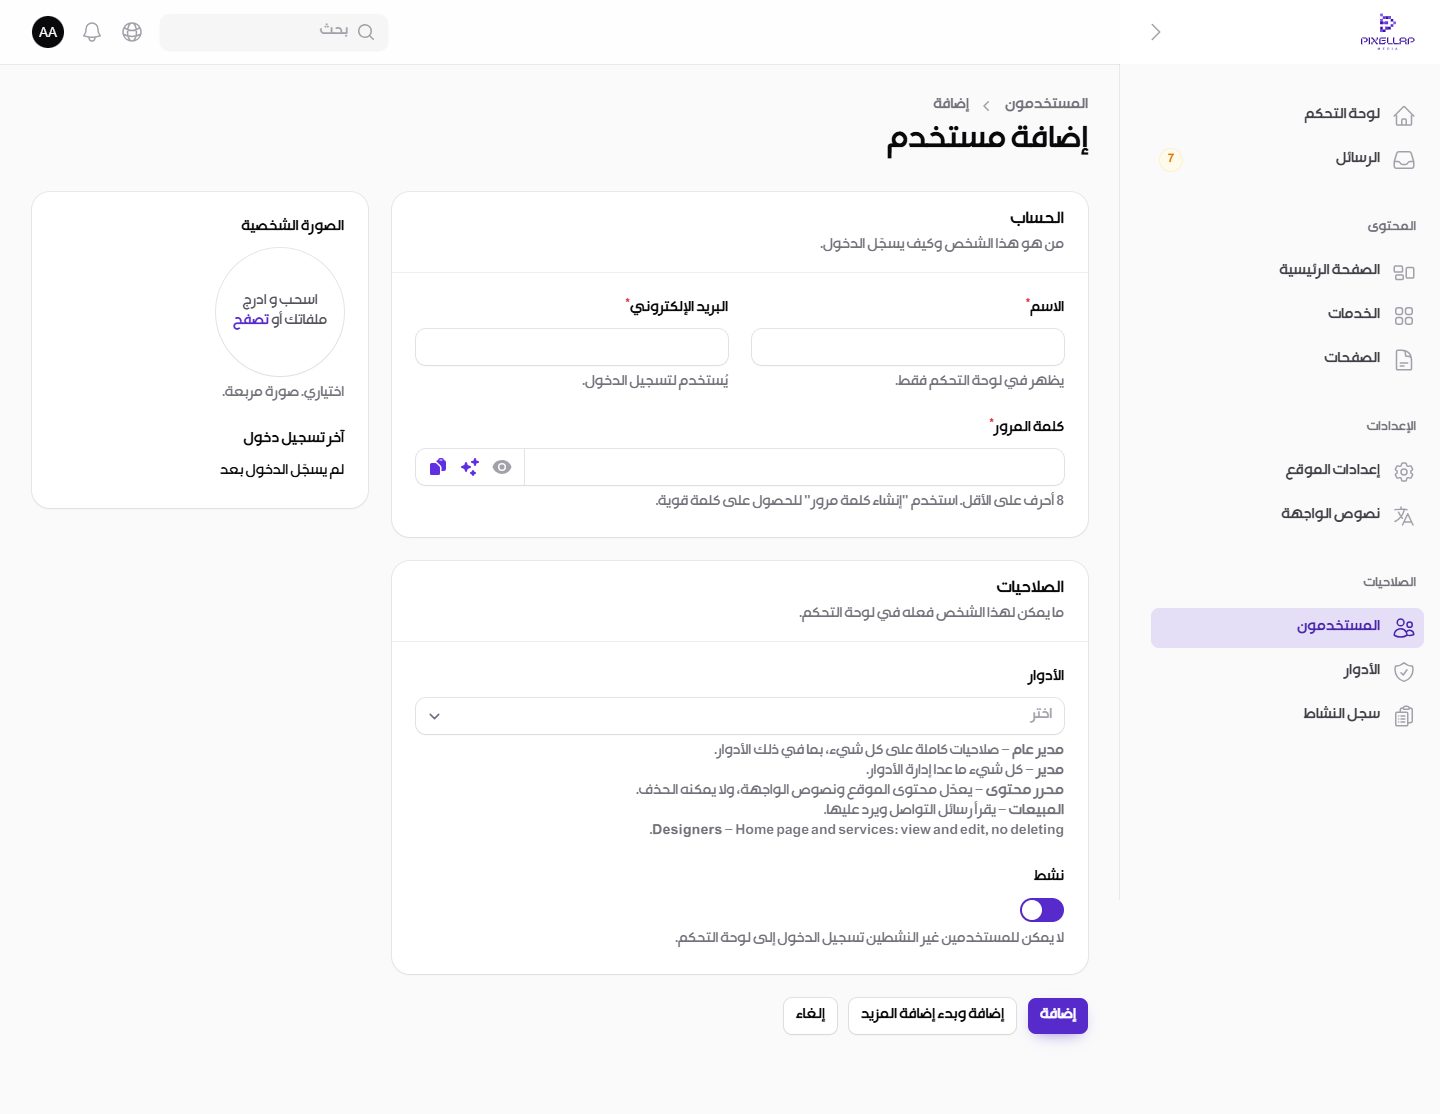 PIXELLAP
MEDIA
بحث
AA
لوحة التحكم
الرسائل
7
المحتوى
الصفحة الرئيسية
الخدمات
الصفحات
الإعدادات
إعدادات الموقع
نصوص الواجهة
الصلاحيات
المستخدمون
الأدوار
سجل النشاط
المستخدمون
إضافة
إضافة مستخدم
الحساب
من هو هذا الشخص وكيف يسجّل الدخول.
الاسم*
يظهر في لوحة التحكم فقط.
البريد الإلكتروني*
يُستخدم لتسجيل الدخول.
كلمة المرور*
8 أحرف على الأقل. استخدم "إنشاء كلمة مرور" للحصول على كلمة قوية.
الصلاحيات
ما يمكن لهذا الشخص فعله في لوحة التحكم.
الأدوار
اختر
مدير عام – صلاحيات كاملة على كل شيء، بما في ذلك الأدوار.
مدير – كل شيء ما عدا إدارة الأدوار.
محرر محتوى – يعدّل محتوى الموقع ونصوص الواجهة، ولا يمكنه الحذف.
المبيعات – يقرأ رسائل التواصل ويرد عليها.
Designers – Home page and services: view and edit, no deleting.
نشط
لا يمكن للمستخدمين غير النشطين تسجيل الدخول إلى لوحة التحكم.
إضافة
إضافة وبدء إضافة المزيد
إلغاء
الصورة الشخصية
اسحب و ادرج
ملفاتك أو تصفح
اختياري. صورة مربعة.
آخر تسجيل دخول
لم يسجّل الدخول بعد